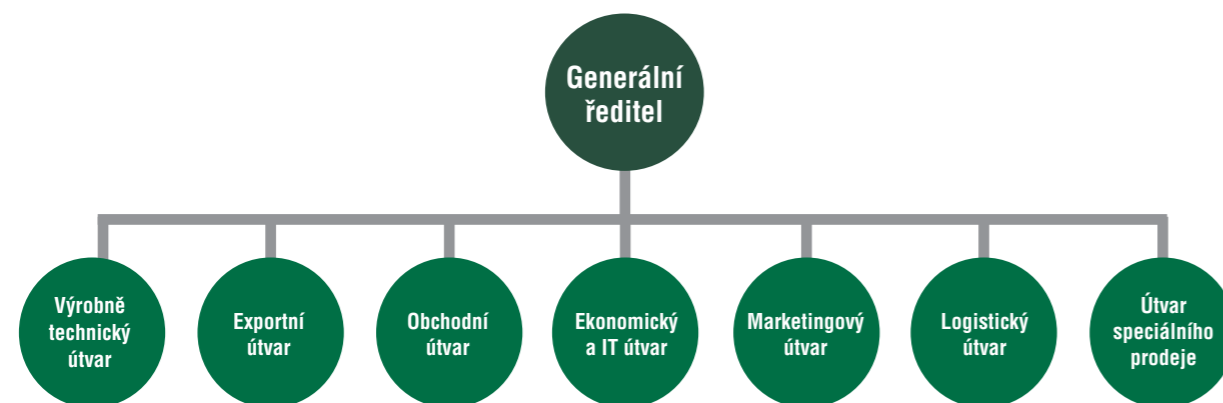 Generální
ředitel
Výrobně
technický
útvar
Exportní
útvar
Obchodní
útvar
Ekonomický
a IT útvar
Marketingový
útvar
Logistický
útvar
Útvar
speciálního
prodeje